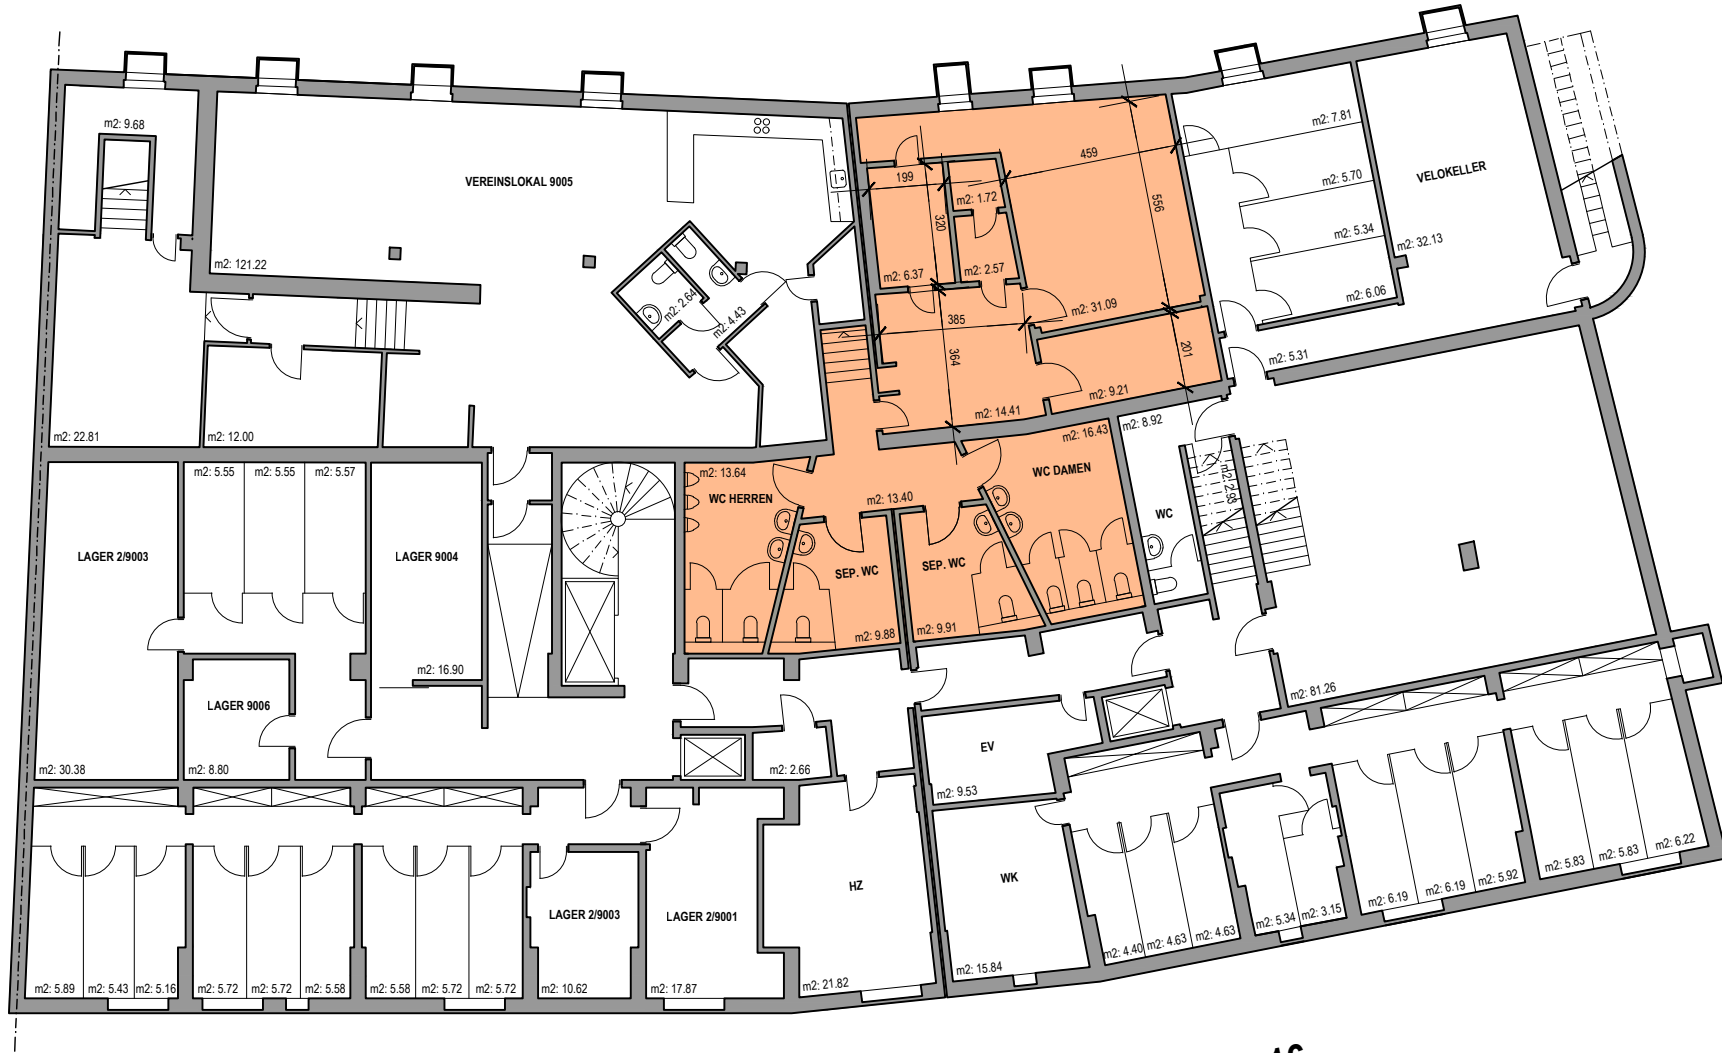 m2: 9.68
VEREINSLOKAL 9005
m2: 121.22
m2: 2.64
m2: 4.43
m2: 22.81
m2: 12.00
199
459
320
556
m2: 1.72
m2: 6.37
m2: 2.57
m2: 31.09
385
364
201
m2: 9.21
m2: 14.41
m2: 7.81
m2: 5.70
m2: 5.34
m2: 6.06
VELOKELLER
m2: 32.13
m2: 5.31
m2: 5.55
m2: 5.55
m2: 5.57
LAGER 2/9003
m2: 30.38
LAGER 9004
m2: 16.90
LAGER 9006
m2: 8.80
m2: 13.64
WC HERREN
m2: 13.40
WC DAMEN
m2: 16.43
SEP. WC
m2: 9.88
SEP. WC
m2: 9.91
m2: 8.92
WC
m2: 2.93
m2: 81.26
m2: 2.66
EV
m2: 9.53
m2: 5.89
m2: 5.43
m2: 5.16
m2: 5.72
m2: 5.72
m2: 5.58
m2: 5.58
m2: 5.72
m2: 5.72
LAGER 2/9003
m2: 10.62
LAGER 2/9001
m2: 17.87
HZ
m2: 21.82
WK
m2: 15.84
m2: 4.40
m2: 4.63
m2: 4.63
m2: 5.34
m2: 3.15
m2: 6.19
m2: 6.19
m2: 5.92
m2: 5.83
m2: 5.83
m2: 6.22